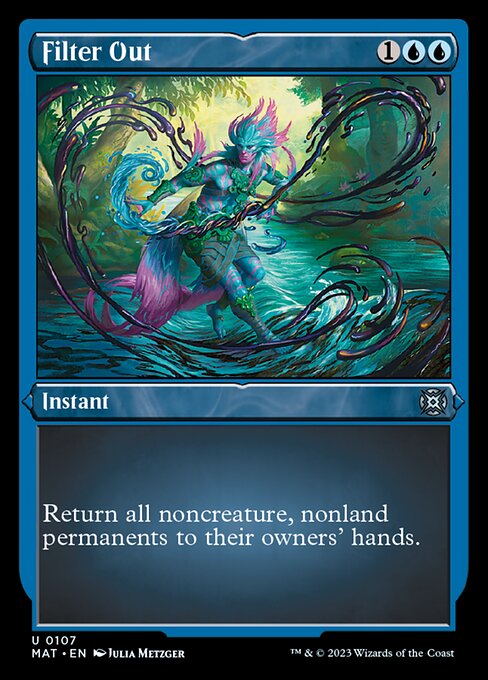 Filter Out 1
Instant
Return all noncreature, nonland
permanents to their owners’ hands.
U 0107
MAT • EN Julia Metzger ™ & © 2023 Wizards of the Coast